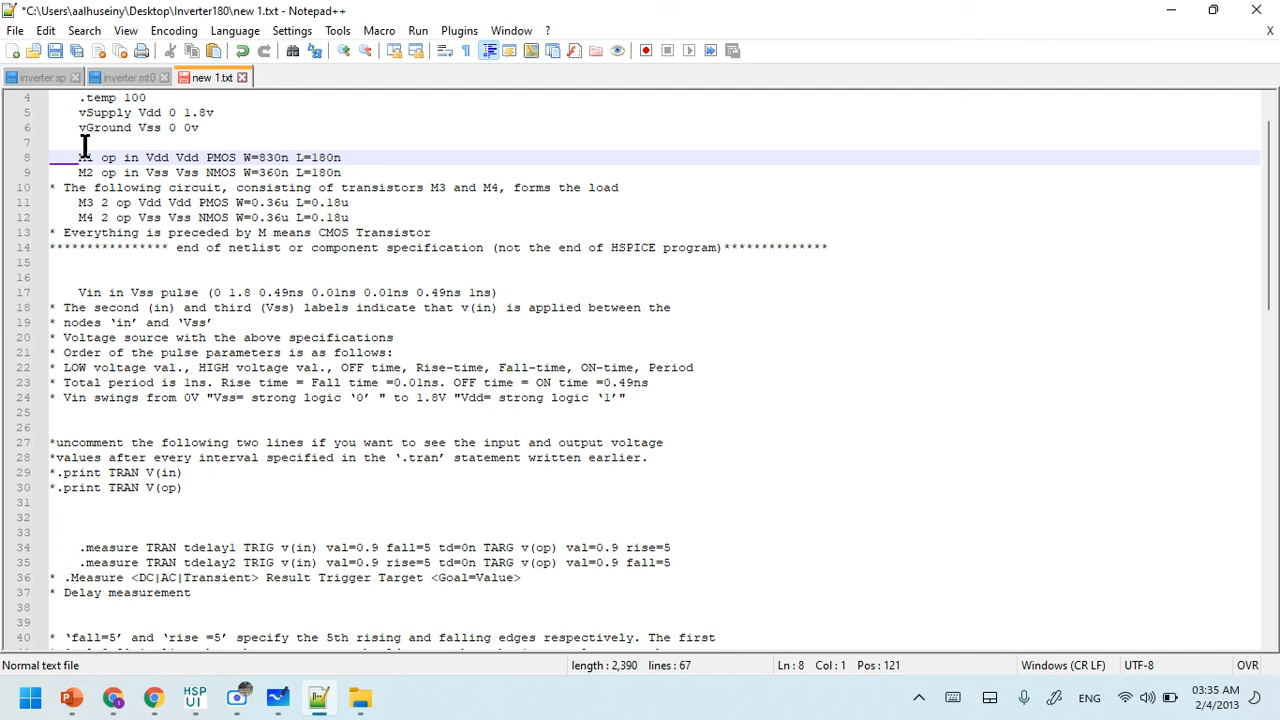 *C:\Users\aalhuseiny\Desktop\Inverter180\new 1.txt - Notepad++
File Edit Search View Encoding Language Settings Tools Macro Run Plugins Window ? X
inverter.sp inverter.mt0 new 1.txt
4 .temp 100
5 vSupply Vdd 0 1.8v
6 vGround Vss 0 0v
7
8 M1 op in Vdd Vdd PMOS W=830n L=180n
9 M2 op in Vss Vss NMOS W=360n L=180n
10 * The following circuit, consisting of transistors M3 and M4, forms the load
11 M3 2 op Vdd Vdd PMOS W=0.36u L=0.18u
12 M4 2 op Vss Vss NMOS W=0.36u L=0.18u
13 * Everything is preceded by M means CMOS Transistor
14 **************** end of netlist or component specification (not the end of HSPICE program)**************
15
16
17 Vin in Vss pulse (0 1.8 0.49ns 0.01ns 0.01ns 0.49ns 1ns)
18 * The second (in) and third (Vss) labels indicate that v(in) is applied between the
19 * nodes ‘in’ and ‘Vss’
20 * Voltage source with the above specifications
21 * Order of the pulse parameters is as follows:
22 * LOW voltage val., HIGH voltage val., OFF time, Rise-time, Fall-time, ON-time, Period
23 * Total period is 1ns. Rise time = Fall time =0.01ns. OFF time = ON time =0.49ns
24 * Vin swings from 0V "Vss= strong logic ‘0’ " to 1.8V "Vdd= strong logic ‘1’"
25
26
27 *uncomment the following two lines if you want to see the input and output voltage
28 *values after every interval specified in the ‘.tran’ statement written earlier.
29 *.print TRAN V(in)
30 *.print TRAN V(op)
31
32
33
34 .measure TRAN tdelay1 TRIG v(in) val=0.9 fall=5 td=0n TARG v(op) val=0.9 rise=5
35 .measure TRAN tdelay2 TRIG v(in) val=0.9 rise=5 td=0n TARG v(op) val=0.9 fall=5
36 * .Measure <DC|AC|Transient> Result Trigger Target <Goal=Value>
37 * Delay measurement
38
39
40 * ‘fall=5’ and ‘rise =5’ specify the 5th rising and falling edges respectively. The first
Normal text file length : 2,390 lines : 67 Ln : 8 Col : 1 Pos : 121 Windows (CR LF) UTF-8 OVR
HSP UI ENG 03:35 AM
2/4/2013